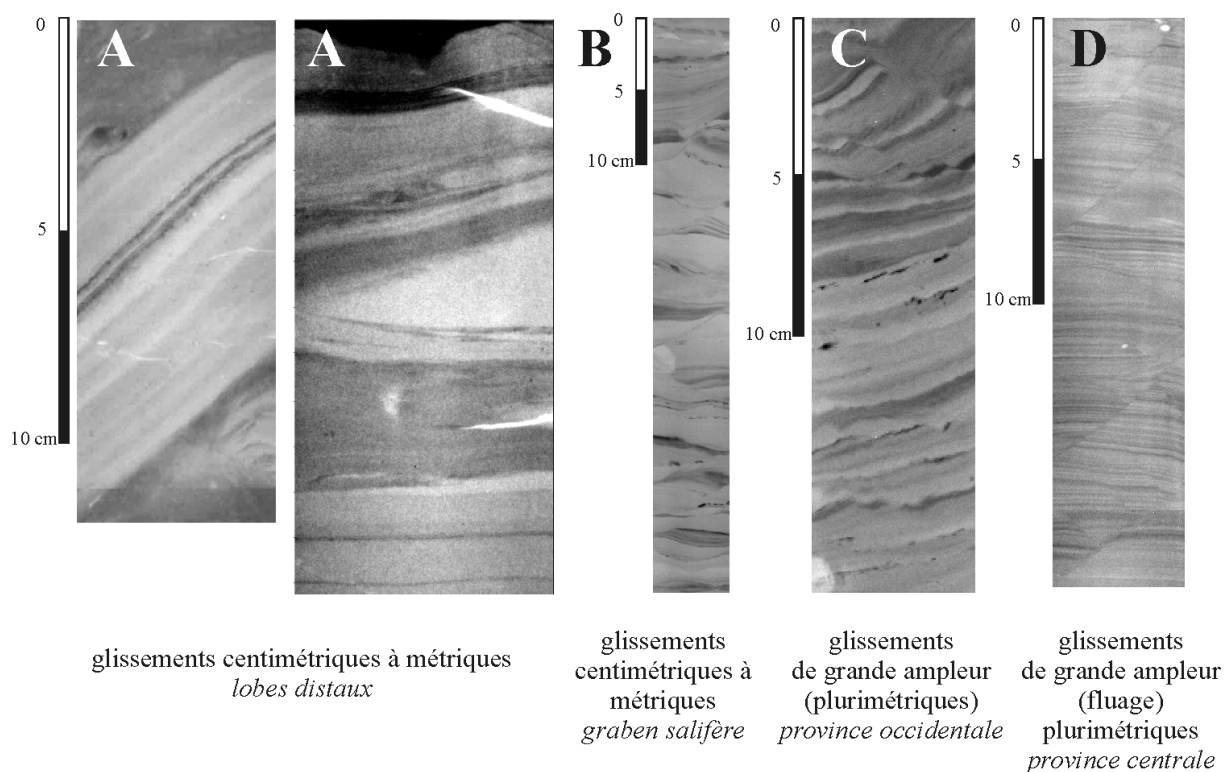 0
5
10 cm
A
A
0
5
10 cm
B
0
5
10 cm
C
0
5
10 cm
D
glissements centimétriques à métriques
lobes distaux
glissements
centimétriques à
métriques
graben salifère
glissements
de grande ampleur
(plurimétriques)
province occidentale
glissements
de grande ampleur
(fluage)
plurimétriques
province centrale